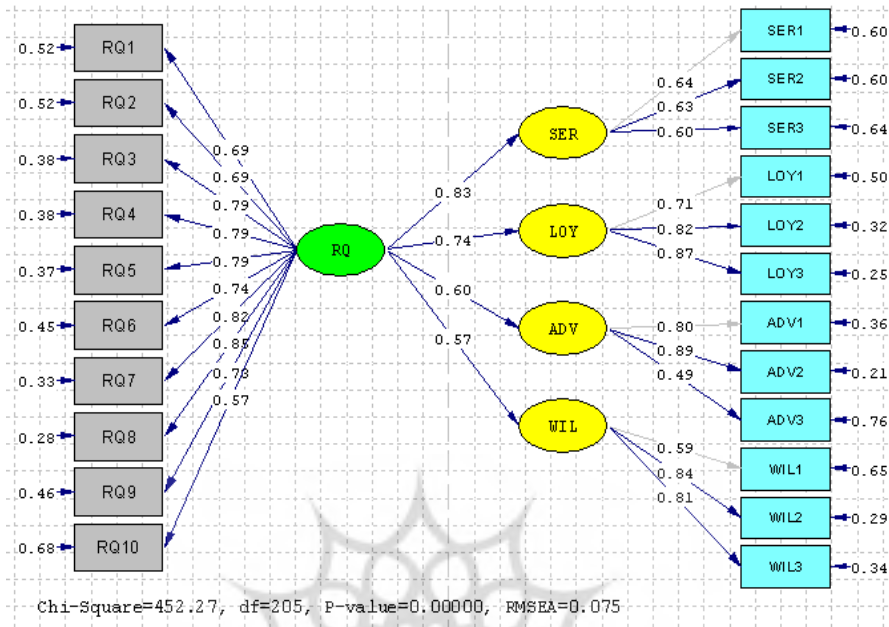 0.52 RQ1
0.52 RQ2
0.38 RQ3
0.38 RQ4
0.37 RQ5
0.45 RQ6
0.33 RQ7
0.28 RQ8
0.46 RQ9
0.68 RQ10
0.69
0.69
0.79
0.79
0.79
0.74
0.82
0.85
0.73
0.57
RQ
0.83
0.74
0.60
0.57
SER
LOY
ADV
WIL
0.64
0.63
0.60
0.71
0.82
0.87
0.80
0.89
0.49
0.59
0.84
0.81
SER1 0.60
SER2 0.60
SER3 0.64
LOY1 0.50
LOY2 0.32
LOY3 0.25
ADV1 0.36
ADV2 0.21
ADV3 0.76
WIL1 0.65
WIL2 0.29
WIL3 0.34
Chi-Square=452.27, df=205, P-value=0.00000, RMSEA=0.075